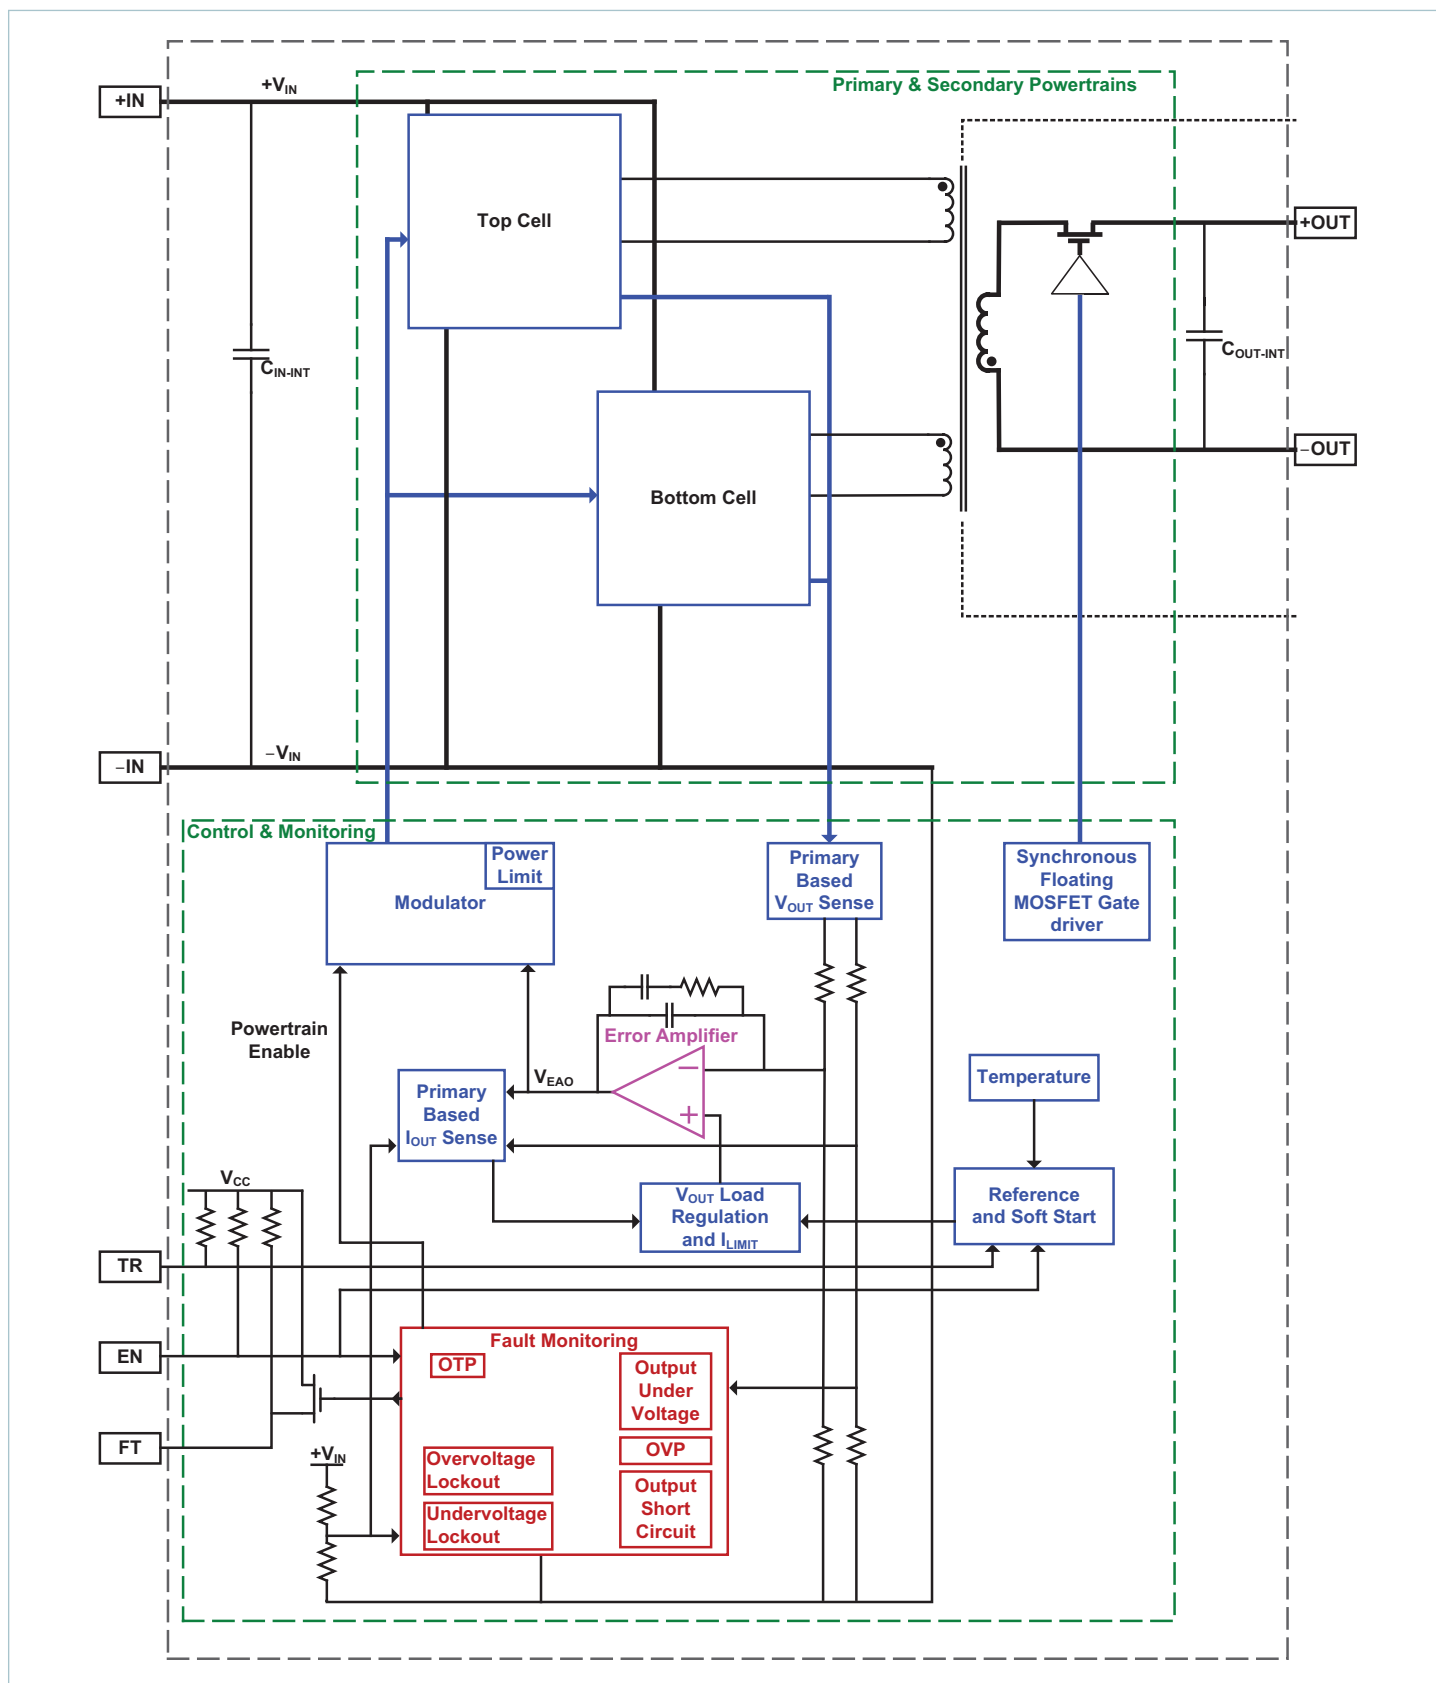 Primary & Secondary Powertrains
+VIN
+IN
Top Cell
+OUT
CIN-INT
COUT-INT
−OUT
Bottom Cell
−VIN
−IN
Control & Monitoring
Power
Limit
Modulator
Primary
Based
VOUT Sense
Synchronous
Floating
MOSFET Gate
driver
Powertrain
Enable
Error Amplifier
VEAO
−
+
Primary
Based
IOUT Sense
Temperature
VCC
VOUT Load
Regulation
and ILIMIT
Reference
and Soft Start
TR
EN
FT
Fault Monitoring
OTP
Output
Under
Voltage
OVP
Output
Short
Circuit
+VIN
Overvoltage
Lockout
Undervoltage
Lockout